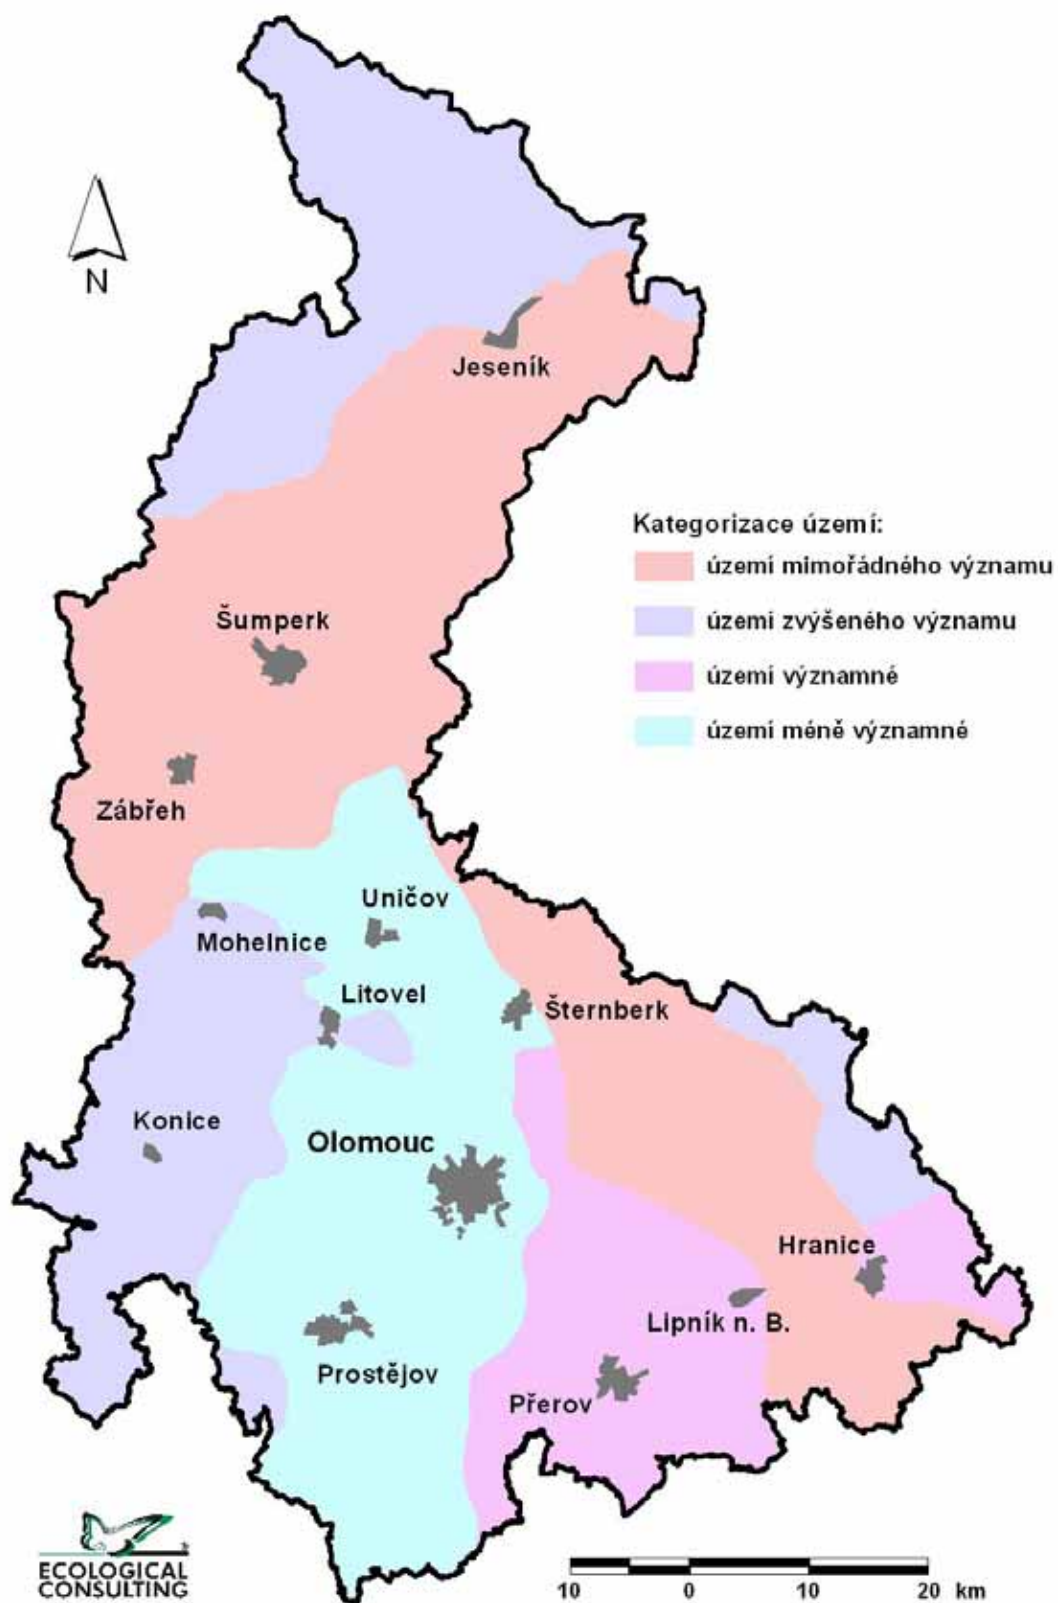 N
Jeseník
Kategorizace území:
území mimořádného významu
území zvýšeného významu
území významné
území méně významné
Šumperk
Zábřeh
Uničov
Mohelnice
Litovel
Šternberk
Konice
Olomouc
Hranice
Lipník n. B.
Prostějov
Přerov
ECOLOGICAL
CONSULTING
10 0 10 20 km